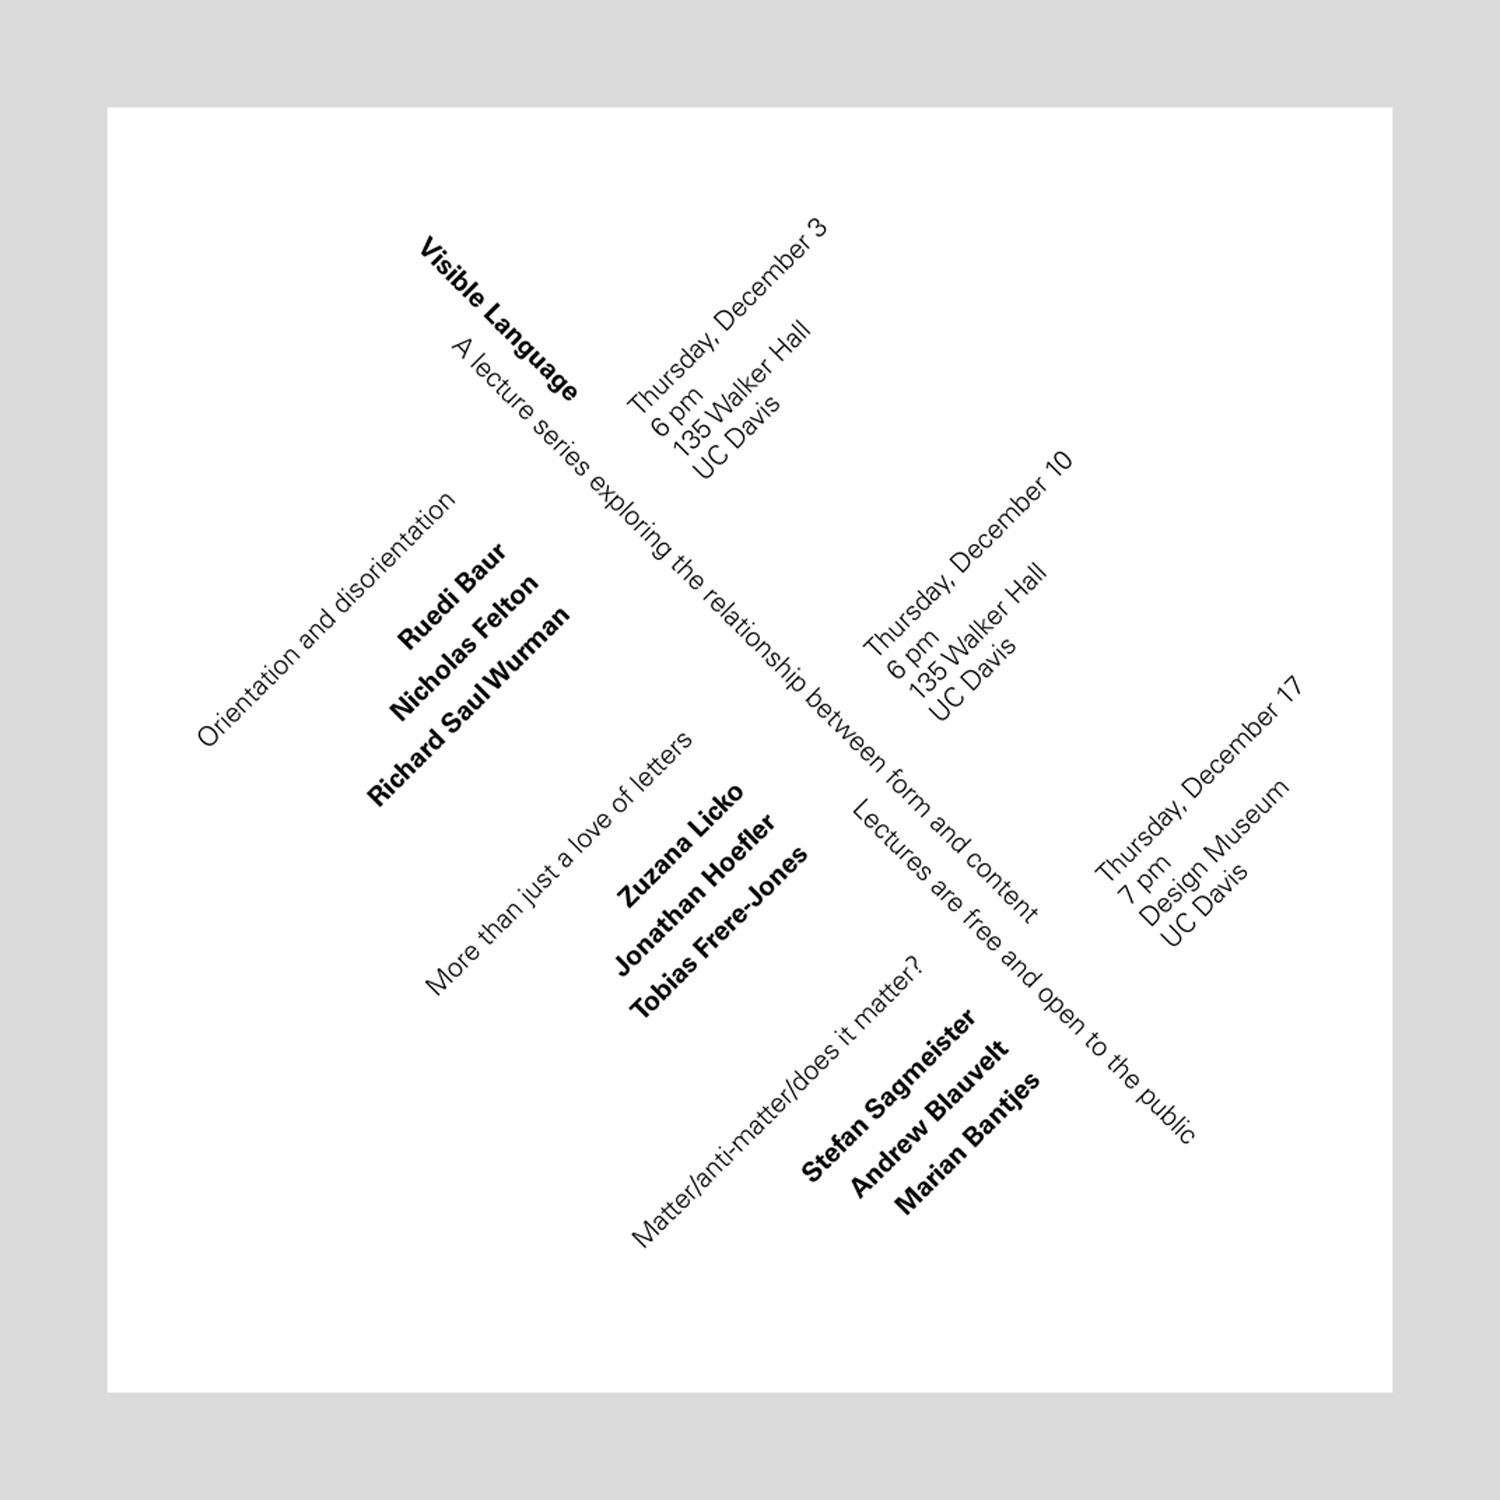 Visible Language
A lecture series exploring the relationship between form and content
Lectures are free and open to the public
Orientation and disorientation
Ruedi Baur
Nicholas Felton
Richard Saul Wurman
Thursday, December 3
6 pm
135 Walker Hall
UC Davis
More than just a love of letters
Zuzana Licko
Jonathan Hoefler
Tobias Frere-Jones
Thursday, December 10
6 pm
135 Walker Hall
UC Davis
Matter/anti-matter/does it matter?
Stefan Sagmeister
Andrew Blauvelt
Marian Bantjes
Thursday, December 17
7 pm
Design Museum
UC Davis